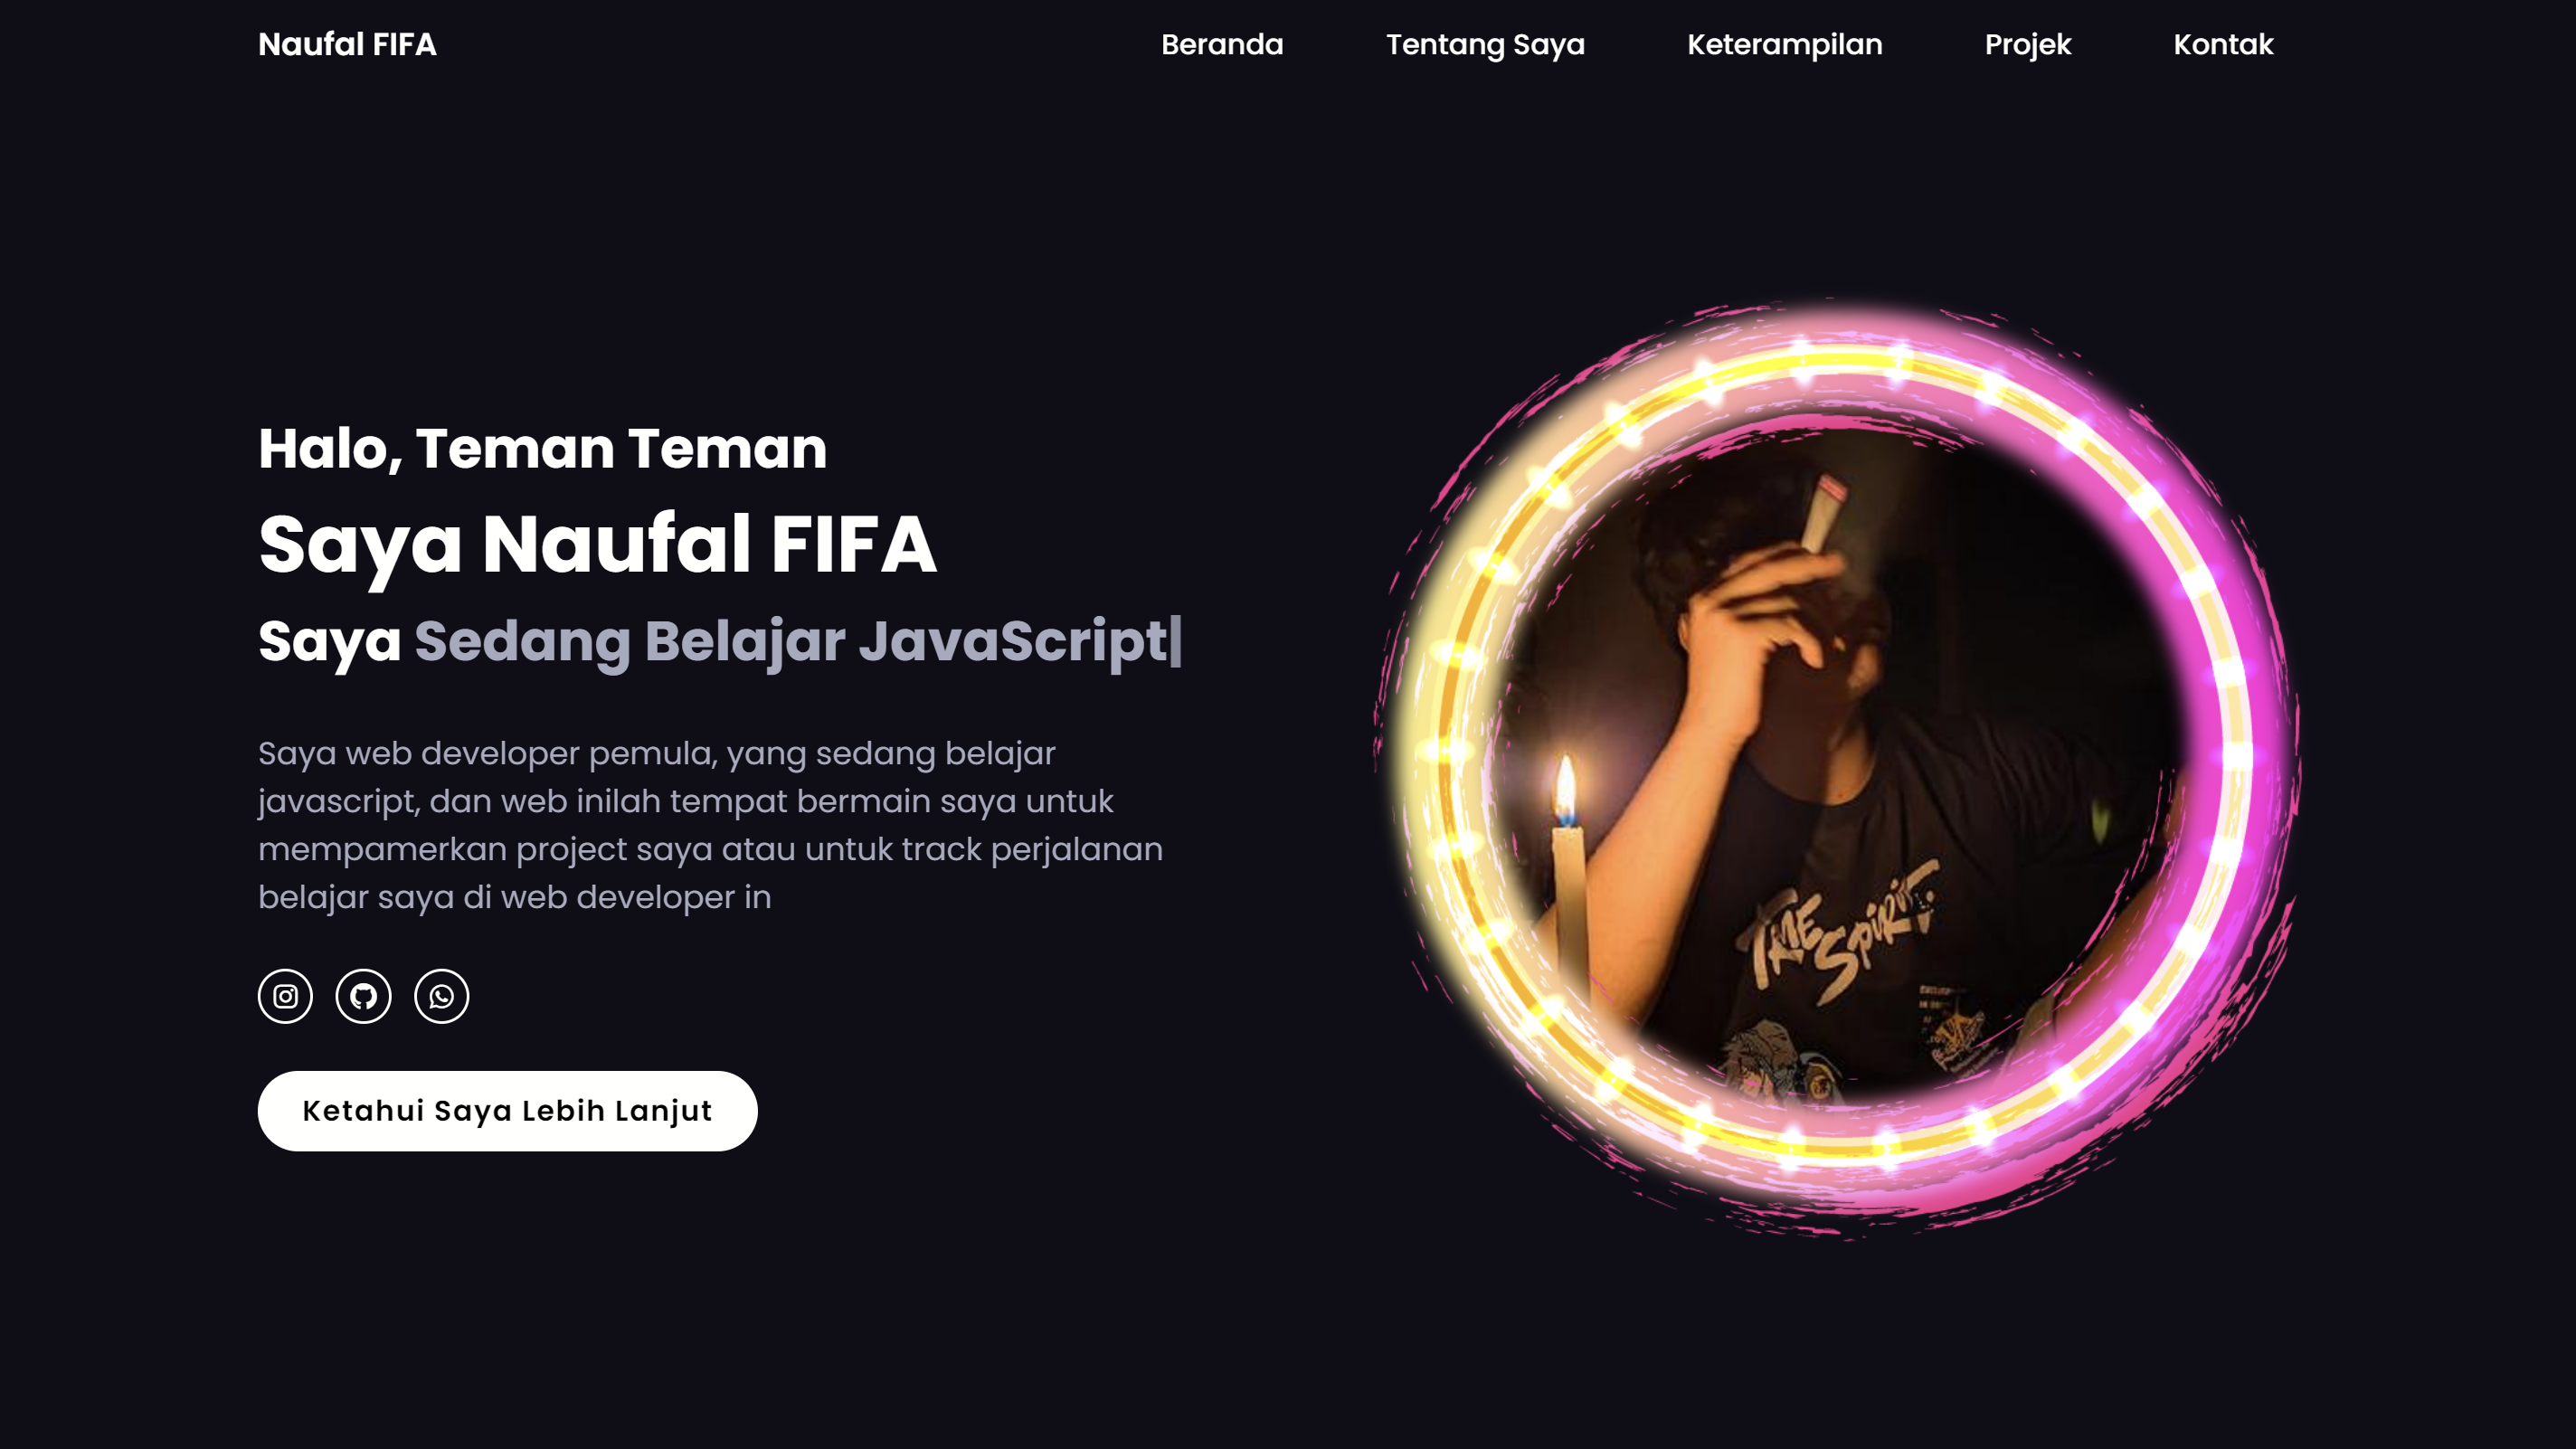 Naufal FIFA
Beranda
Tentang Saya
Keterampilan
Projek
Kontak
Halo, Teman Teman
Saya Naufal FIFA
Saya Sedang Belajar JavaScript|
Saya web developer pemula, yang sedang belajar
javascript, dan web inilah tempat bermain saya untuk
mempamerkan project saya atau untuk track perjalanan
belajar saya di web developer in
Ketahui Saya Lebih Lanjut
THE
SPIRIT.